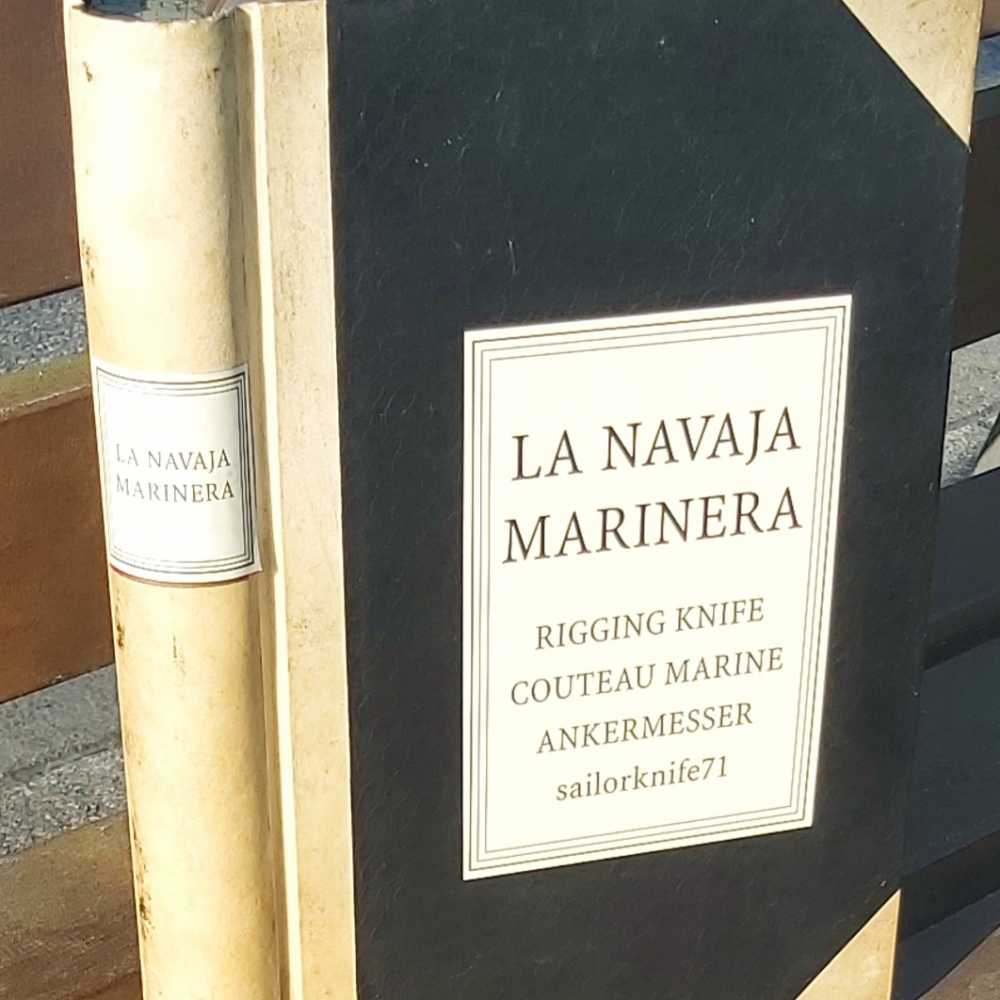 LA NAVAJA
MARINERA
LA NAVAJA
MARINERA
RIGGING KNIFE
COUTEAU MARINE
ANKERMESSER
sailorknife71